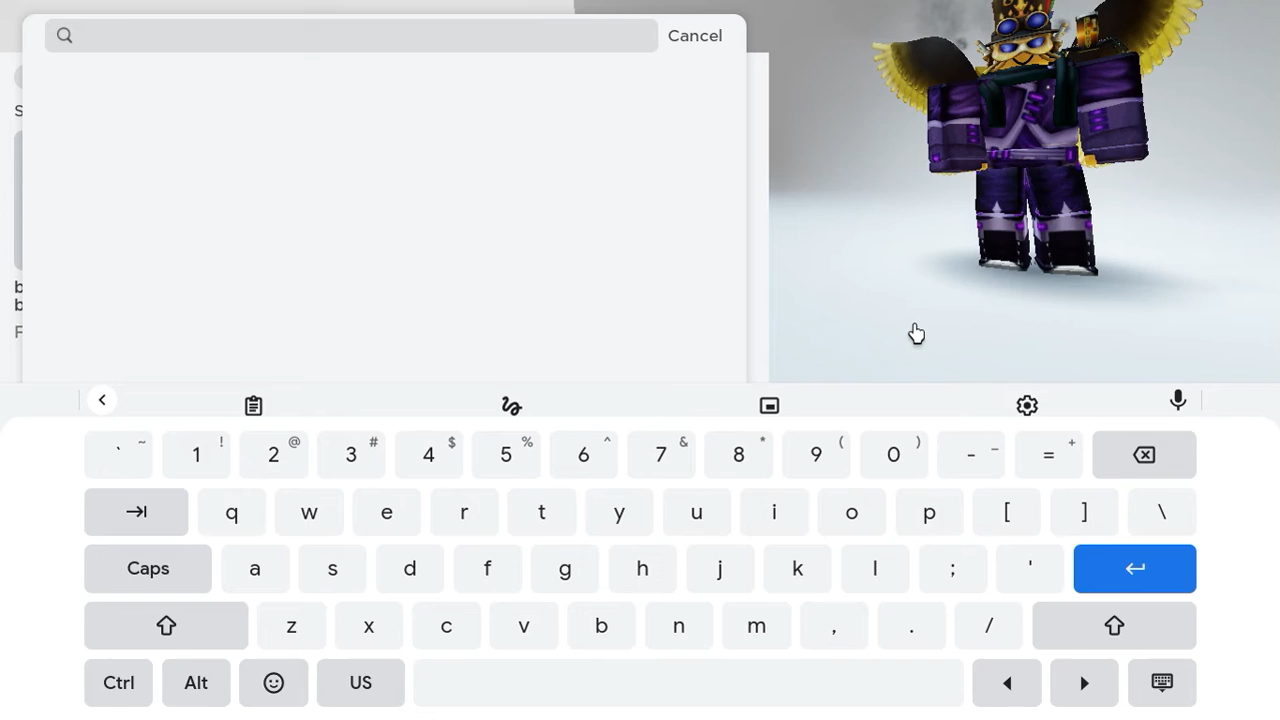 Cancel
S
b
b
F
` ~ 1 ! 2 @ 3 # 4 $ 5 % 6 ^ 7 & 8 * 9 ( 0 ) - _ = +
q w e r t y u i o p [ ] \
Caps a s d f g h j k l ; '
z x c v b n m , . /
Ctrl Alt US